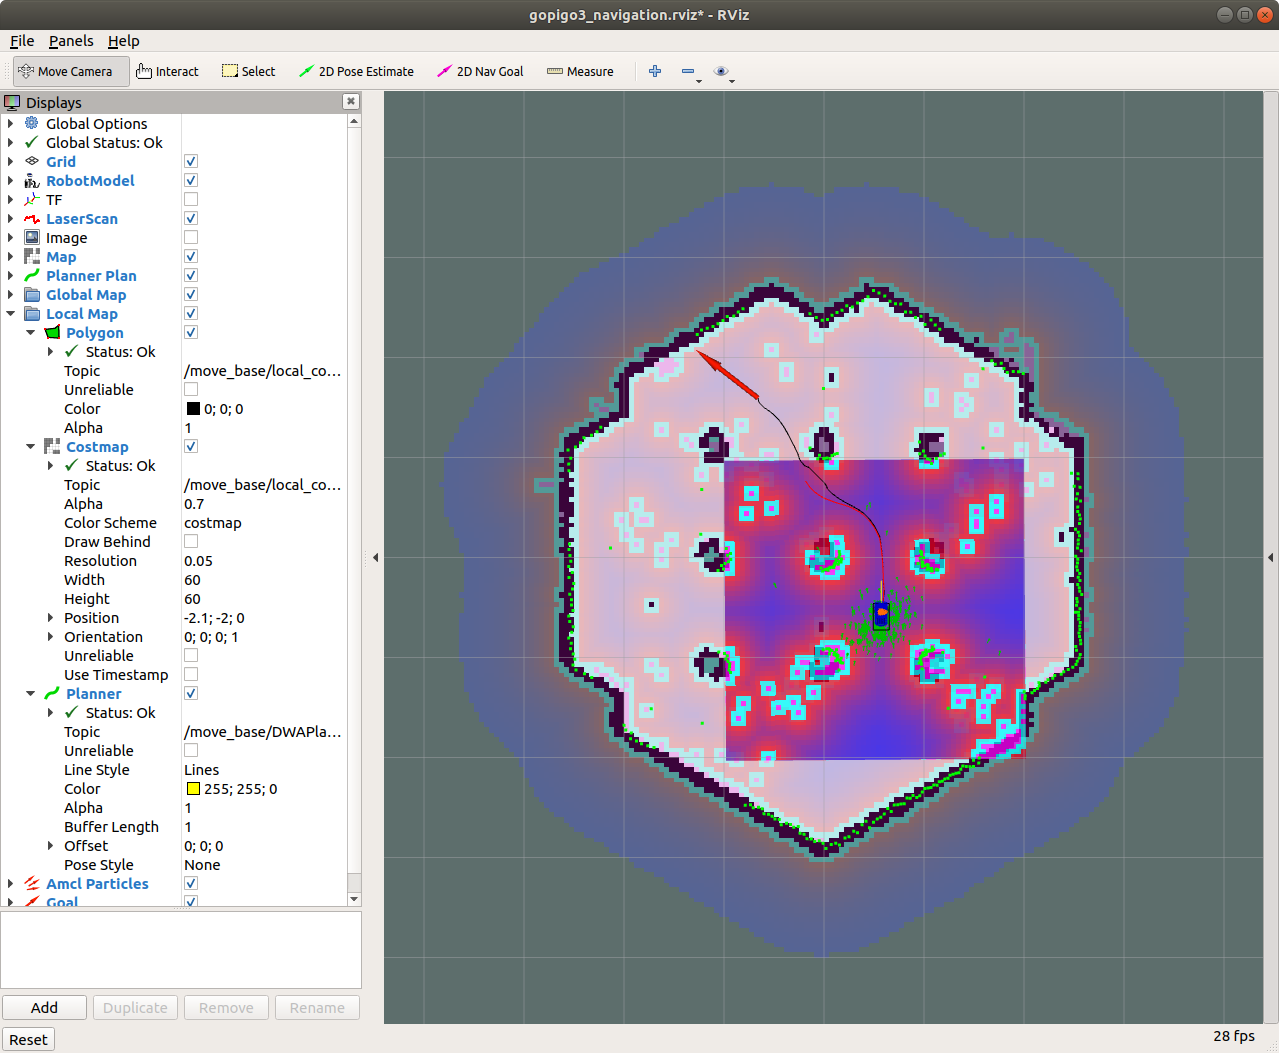 gopigo3_navigation.rviz* - RViz
File Panels Help
Move Camera Interact Select 2D Pose Estimate 2D Nav Goal Measure
Displays
Global Options
Global Status: Ok
Grid
RobotModel
TF
LaserScan
Image
Map
Planner Plan
Global Map
Local Map
Polygon
Status: Ok
Topic /move_base/local_co...
Unreliable
Color 0; 0; 0
Alpha 1
Costmap
Status: Ok
Topic /move_base/local_co...
Alpha 0.7
Color Scheme costmap
Draw Behind
Resolution 0.05
Width 60
Height 60
Position -2.1; -2; 0
Orientation 0; 0; 0; 1
Unreliable
Use Timestamp
Planner
Status: Ok
Topic /move_base/DWAPla...
Unreliable
Line Style Lines
Color 255; 255; 0
Alpha 1
Buffer Length 1
Offset 0; 0; 0
Pose Style None
Amcl Particles
Goal
Add Duplicate Remove Rename
Reset 28 fps